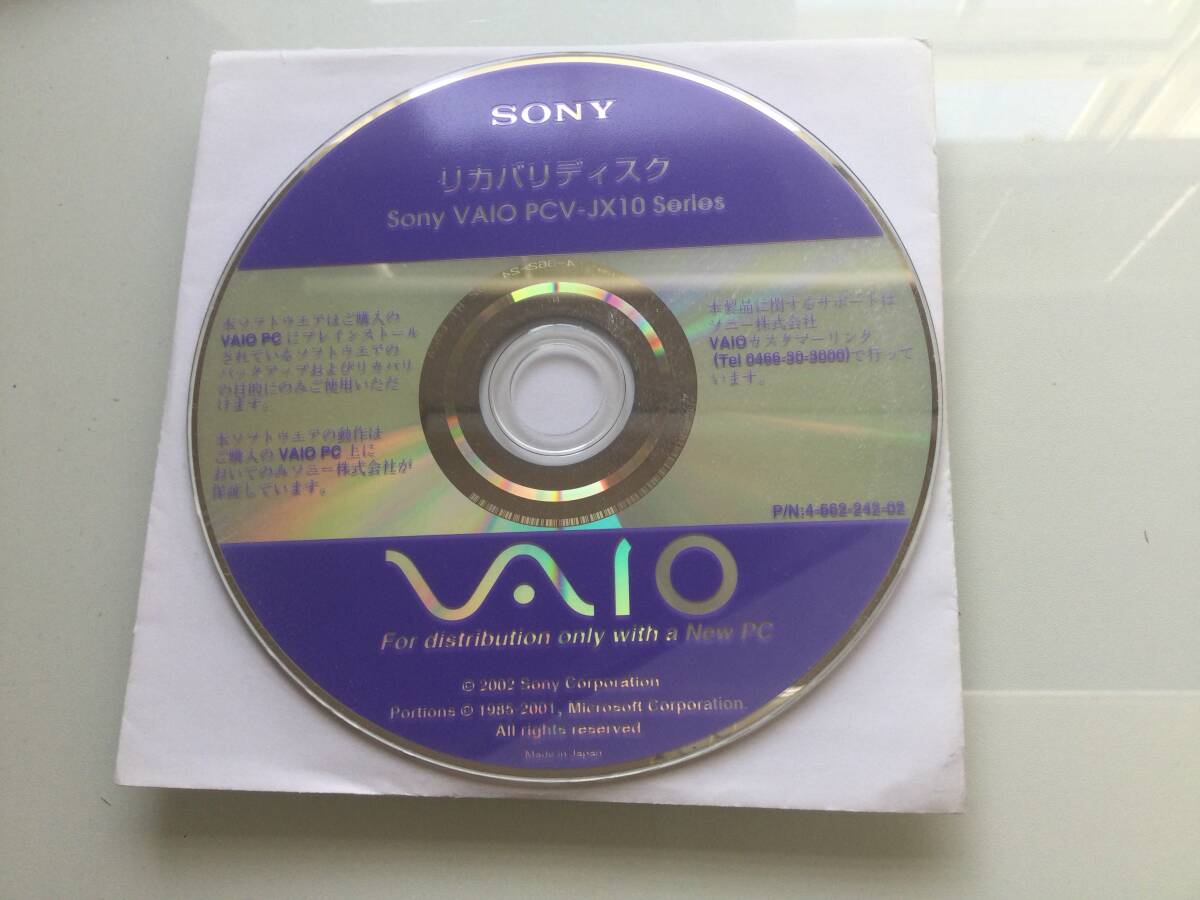 SONY
リカバリディスク
Sony VAIO PCV-JX10 Series
本ソフトウエアはご購入の
VAIO PC にプレインストール
されているソフトウエアの
バックアップおよびリカバリ
の目的にのみご使用いただ
けます。
本ソフトウエアの動作は
ご購入の VAIO PC 上に
おいてのみソニー株式会社が
保証しています。
本製品に関するサポートは
ソニー株式会社
VAIOカスタマーリンク
(Tel 0466-30-3000)で行って
います。
P/N:4-662-242-02
VAIO
For distribution only with a New PC
© 2002 Sony Corporation
Portions © 1985-2001, Microsoft Corporation.
All rights reserved
Made in Japan